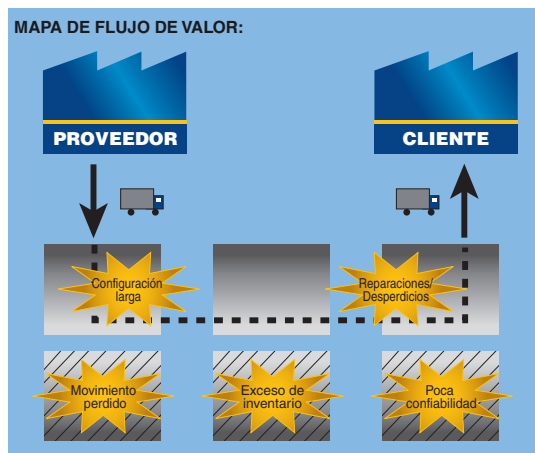 MAPA DE FLUJO DE VALOR:
PROVEEDOR
CLIENTE
Configuración
larga
Reparaciones/
Desperdicios
Movimiento
perdido
Exceso de
inventario
Poca
confiabilidad